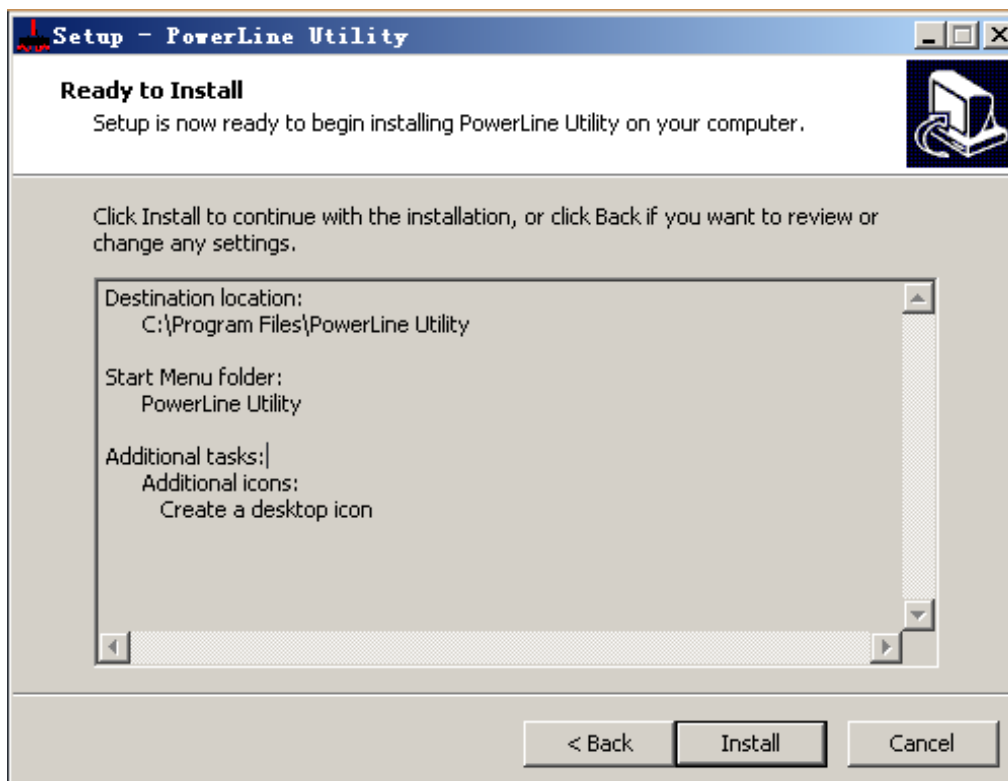 Setup - PowerLine Utility
Ready to Install
Setup is now ready to begin installing PowerLine Utility on your computer.
Click Install to continue with the installation, or click Back if you want to review or
change any settings.
Destination location:
C:\Program Files\PowerLine Utility
Start Menu folder:
PowerLine Utility
Additional tasks:
Additional icons:
Create a desktop icon
< Back
Install
Cancel